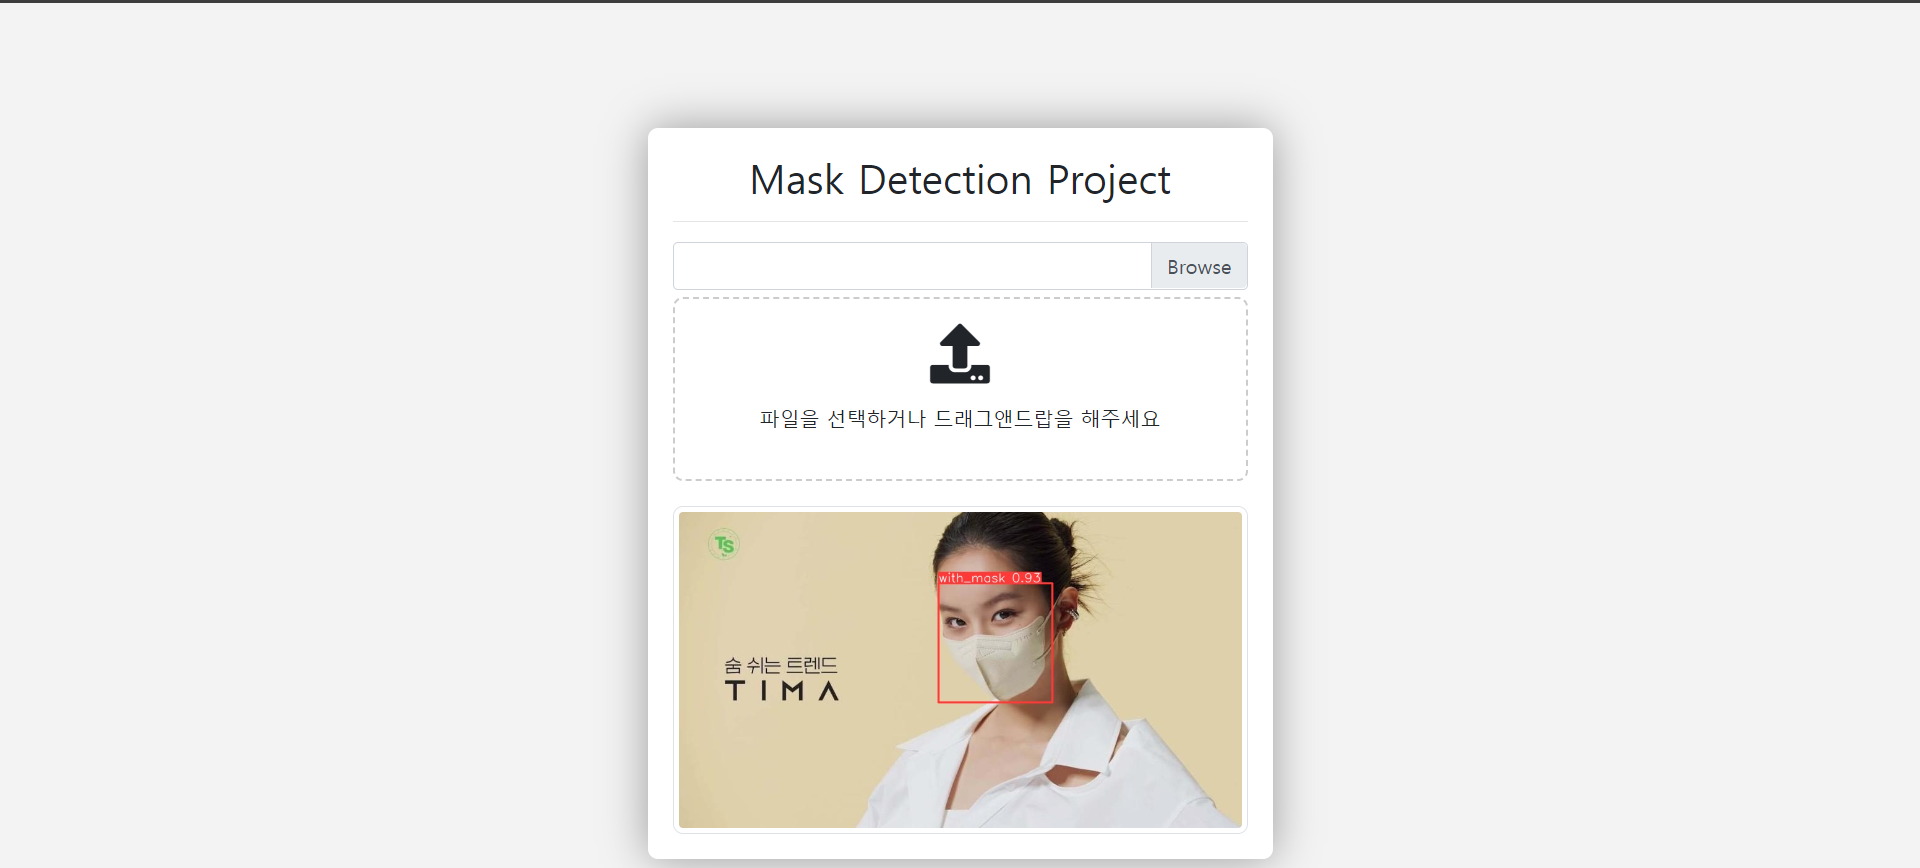 Mask Detection Project
Browse
파일을 선택하거나 드래그앤드랍을 해주세요
TS
with_mask 0.93
숨 쉬는 트렌드
TIMA